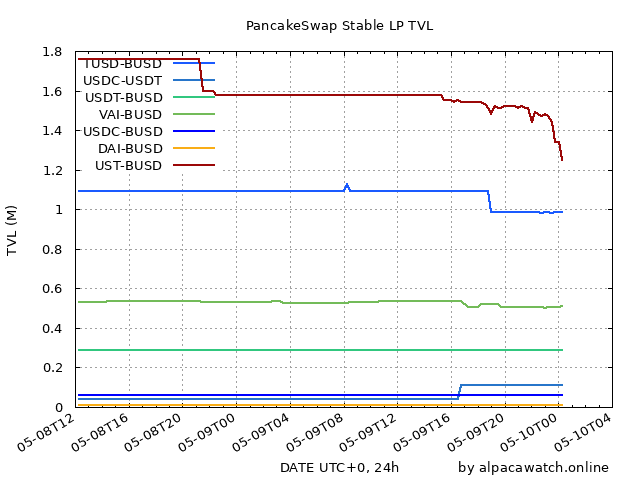 PancakeSwap Stable LP TVL
1.8
1.6
1.4
1.2
1
0.8
0.6
0.4
0.2
0
TVL (M)
TUSD-BUSD
USDC-USDT
USDT-BUSD
VAI-BUSD
USDC-BUSD
DAI-BUSD
UST-BUSD
05-08T12
05-08T16
05-08T20
05-09T00
05-09T04
05-09T08
05-09T12
05-09T16
05-09T20
05-10T00
05-10T04
DATE UTC+0, 24h
by alpacawatch.online